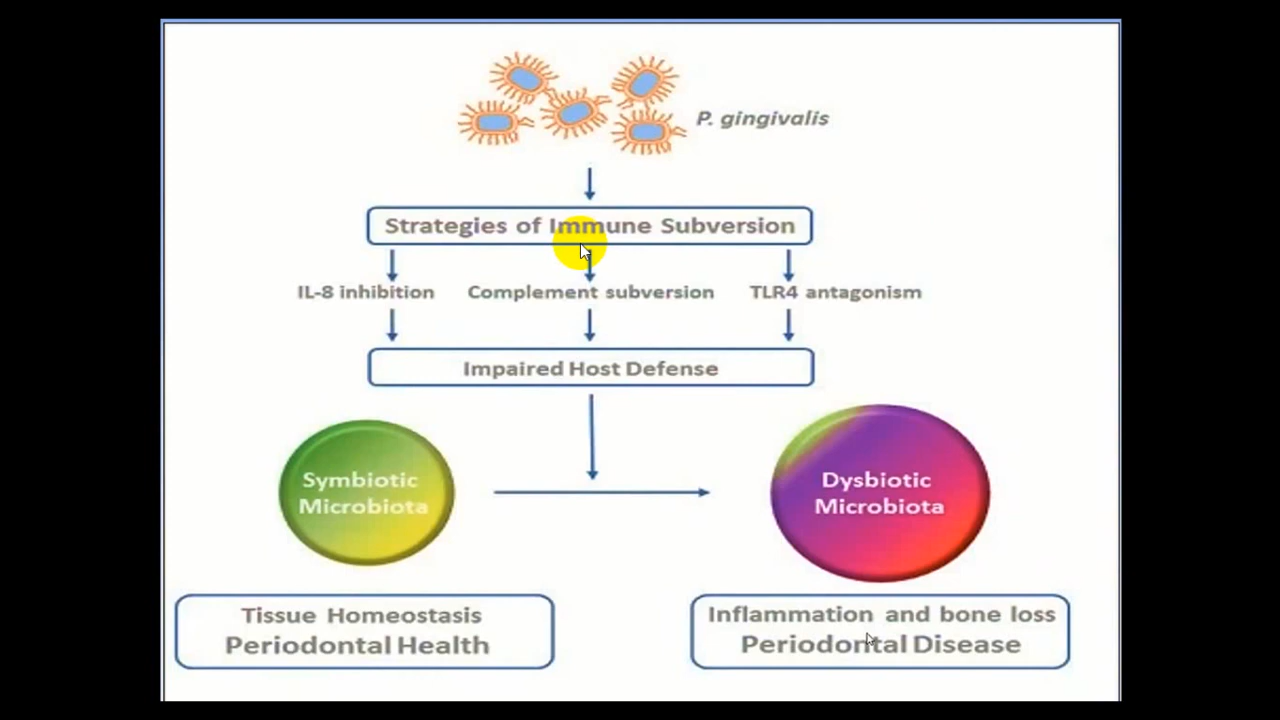 P. gingivalis
Strategies of Immune Subversion
IL-8 inhibition
Complement subversion
TLR4 antagonism
Impaired Host Defense
Symbiotic
Microbiota
Dysbiotic
Microbiota
Tissue Homeostasis
Periodontal Health
Inflammation and bone loss
Periodontal Disease